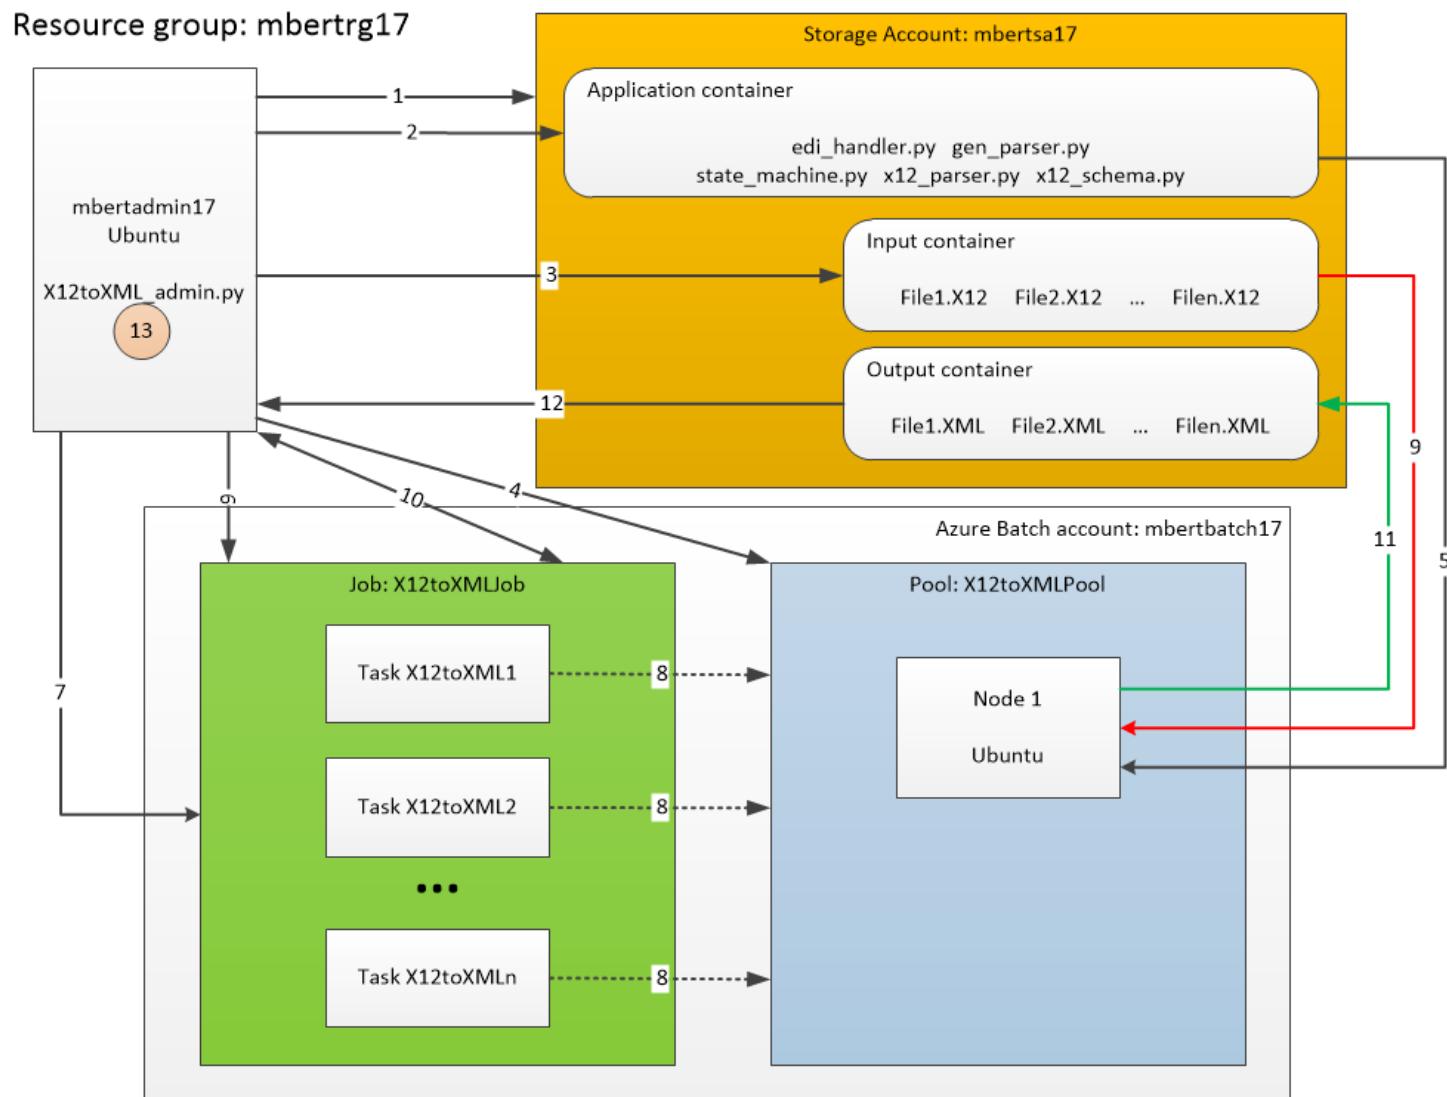 Resource group: mbertrg17
Storage Account: mbertsa17
1
Application container
2
edi_handler.py gen_parser.py
state_machine.py x12_parser.py x12_schema.py
mbertadmin17
Ubuntu
X12toXML_admin.py
13
3
Input container
File1.X12 File2.X12 ... Filen.X12
Output container
12
File1.XML File2.XML ... Filen.XML
9
6
10
4
11
5
Azure Batch account: mbertbatch17
Job: X12toXMLJob
Pool: X12toXMLPool
7
Task X12toXML1
8
Node 1
Ubuntu
Task X12toXML2
8
•••
Task X12toXMLn
8